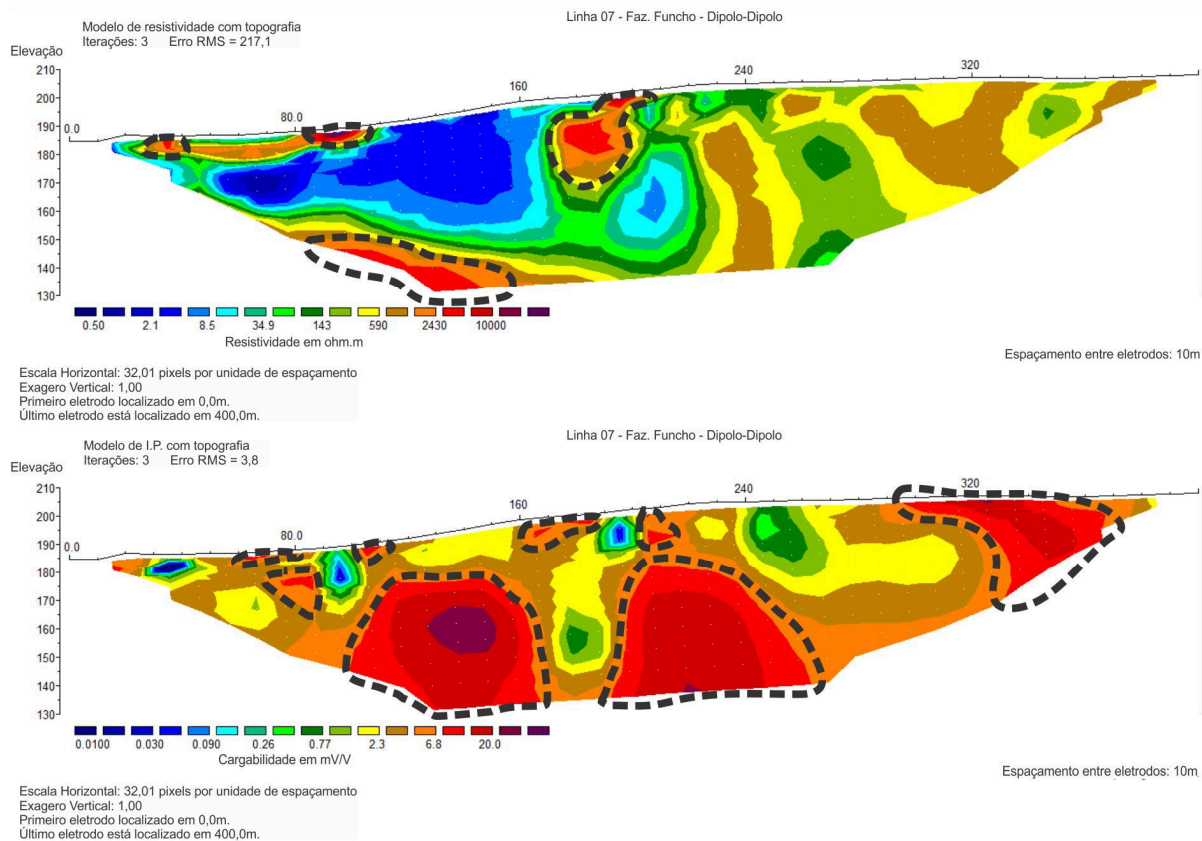 Linha 07 - Faz. Funcho - Dipolo-Dipolo
Modelo de resistividade com topografia
Iterações: 3 Erro RMS = 217,1
Elevação
210
200
190
180
170
160
150
140
130
0.0
80.0
160
240
320
0.50 2.1 8.5 34.9 143 590 2430 10000
Resistividade em ohm.m
Espaçamento entre eletrodos: 10m
Escala Horizontal: 32,01 pixels por unidade de espaçamento
Exagero Vertical: 1,00
Primeiro eletrodo localizado em 0,0m.
Último eletrodo está localizado em 400,0m.
Linha 07 - Faz. Funcho - Dipolo-Dipolo
Modelo de I.P. com topografia
Iterações: 3 Erro RMS = 3,8
Elevação
210
200
190
180
170
160
150
140
130
0.0
80.0
160
240
320
0.0100 0.030 0.090 0.26 0.77 2.3 6.8 20.0
Cargabilidade em mV/V
Espaçamento entre eletrodos: 10m
Escala Horizontal: 32,01 pixels por unidade de espaçamento
Exagero Vertical: 1,00
Primeiro eletrodo localizado em 0,0m.
Último eletrodo está localizado em 400,0m.